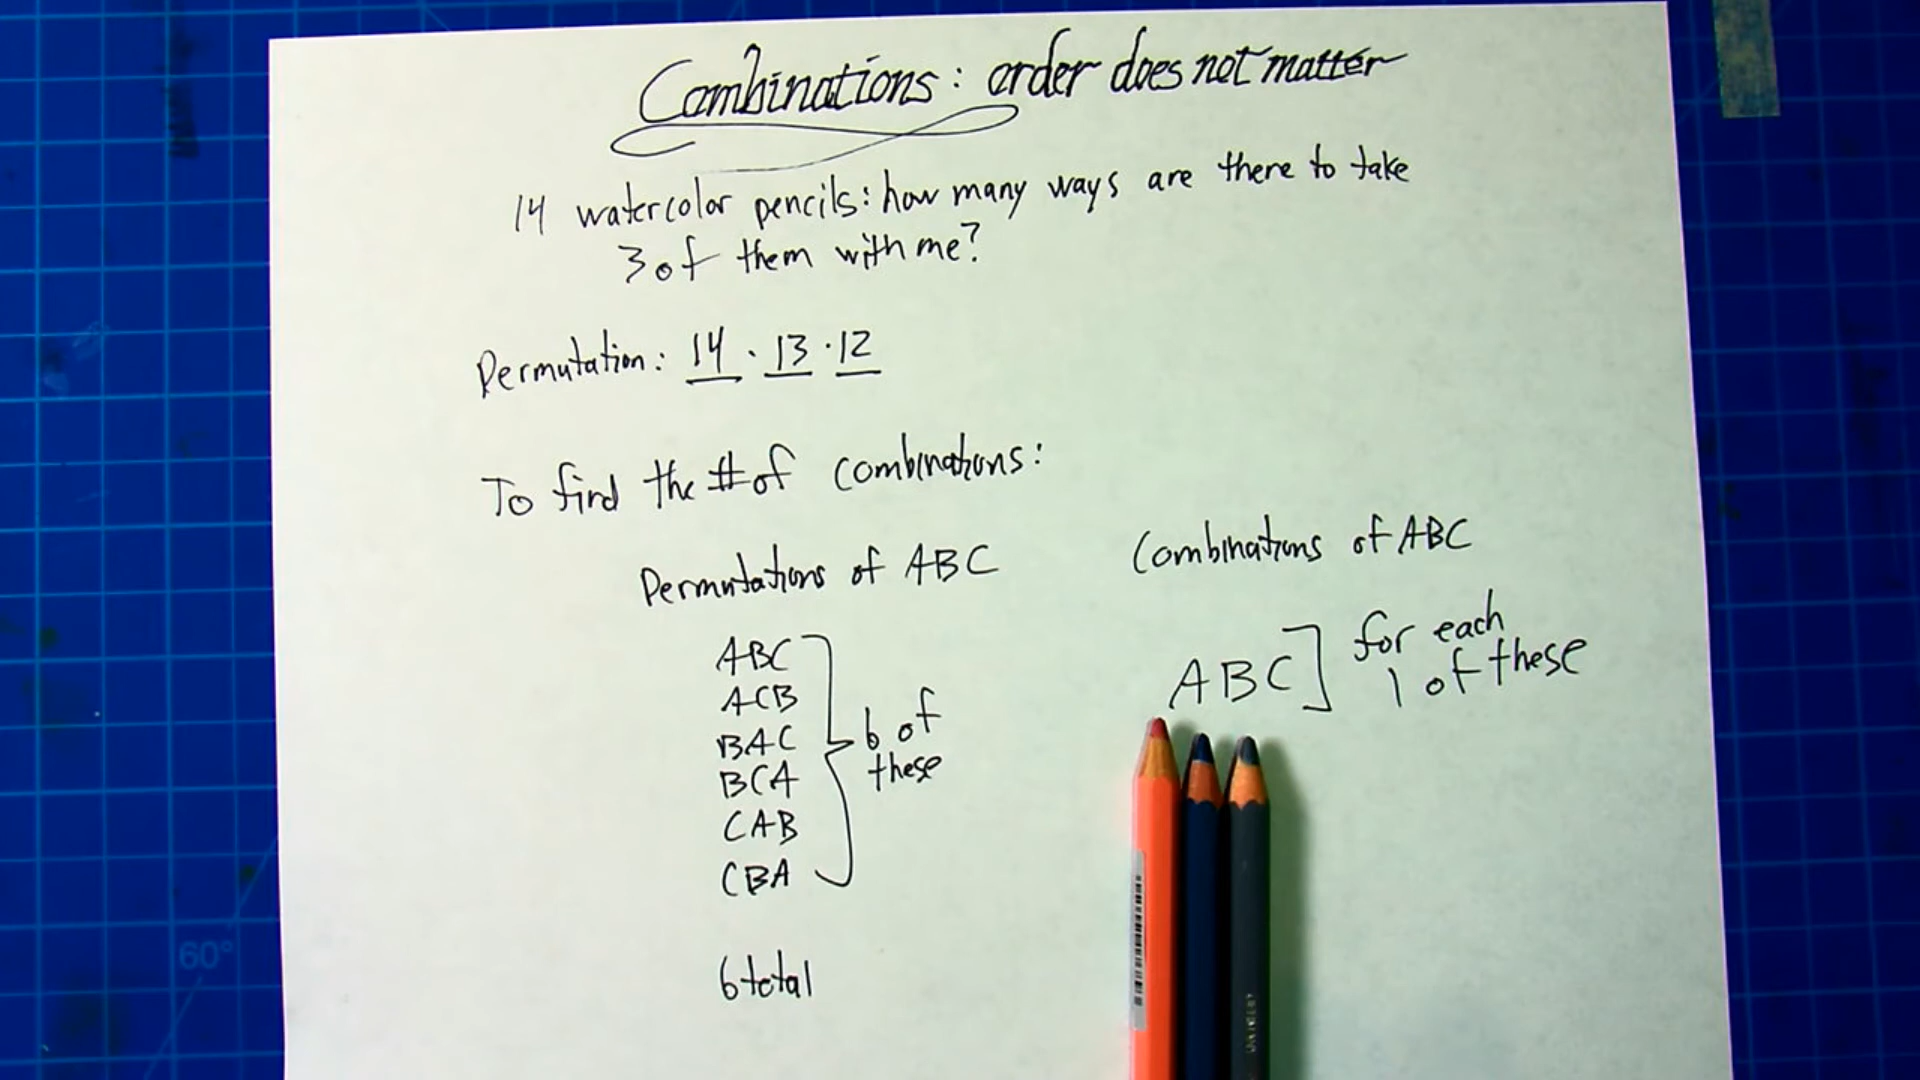 Combinations: order does not matter
14 watercolor pencils: how many ways are there to take
3 of them with me?
Permutation: 14 · 13 · 12
To find the # of combinations:
Permutations of ABC
ABC
ACB
BAC
BCA
CAB
CBA
6 of
these
6 total
Combinations of ABC
ABC
for each
1 of these
60°